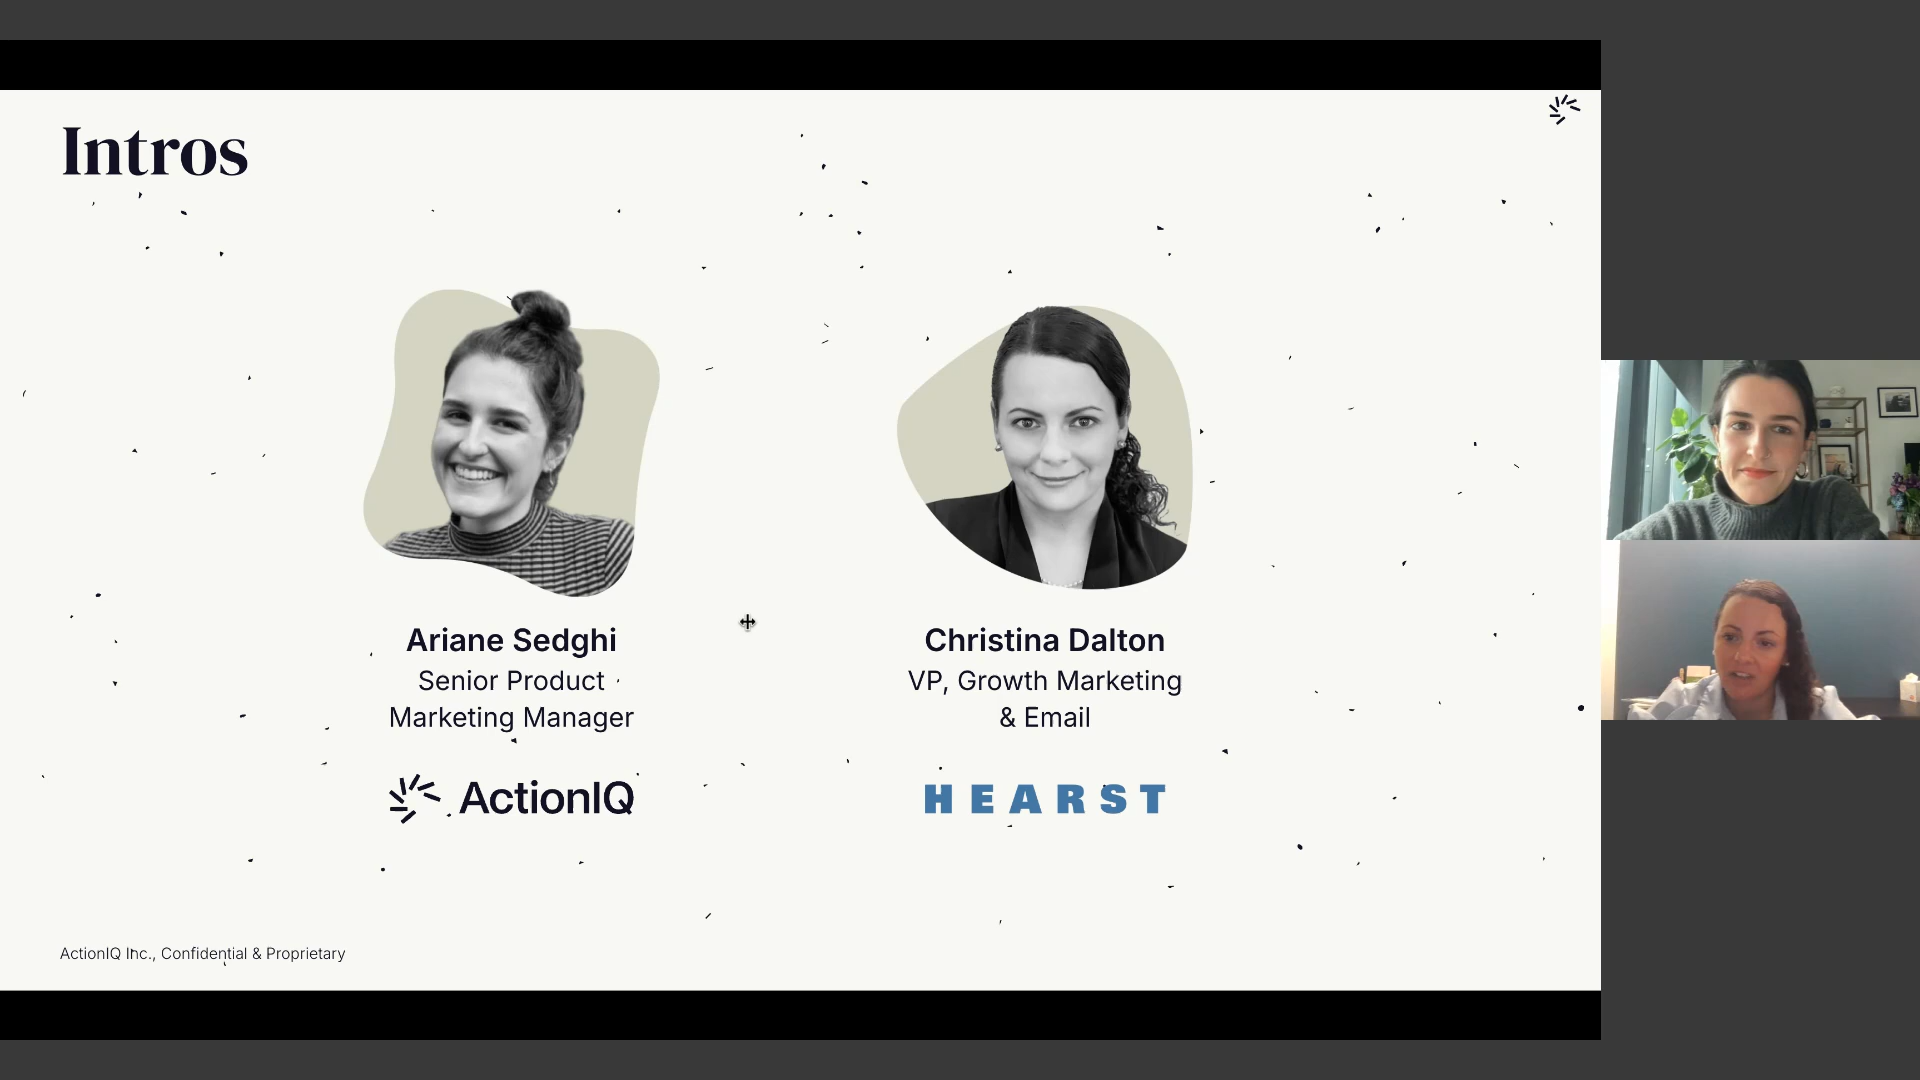 Intros
Ariane Sedghi
Senior Product
Marketing Manager
ActionIQ
Christina Dalton
VP, Growth Marketing
& Email
HEARST
ActionIQ Inc., Confidential & Proprietary